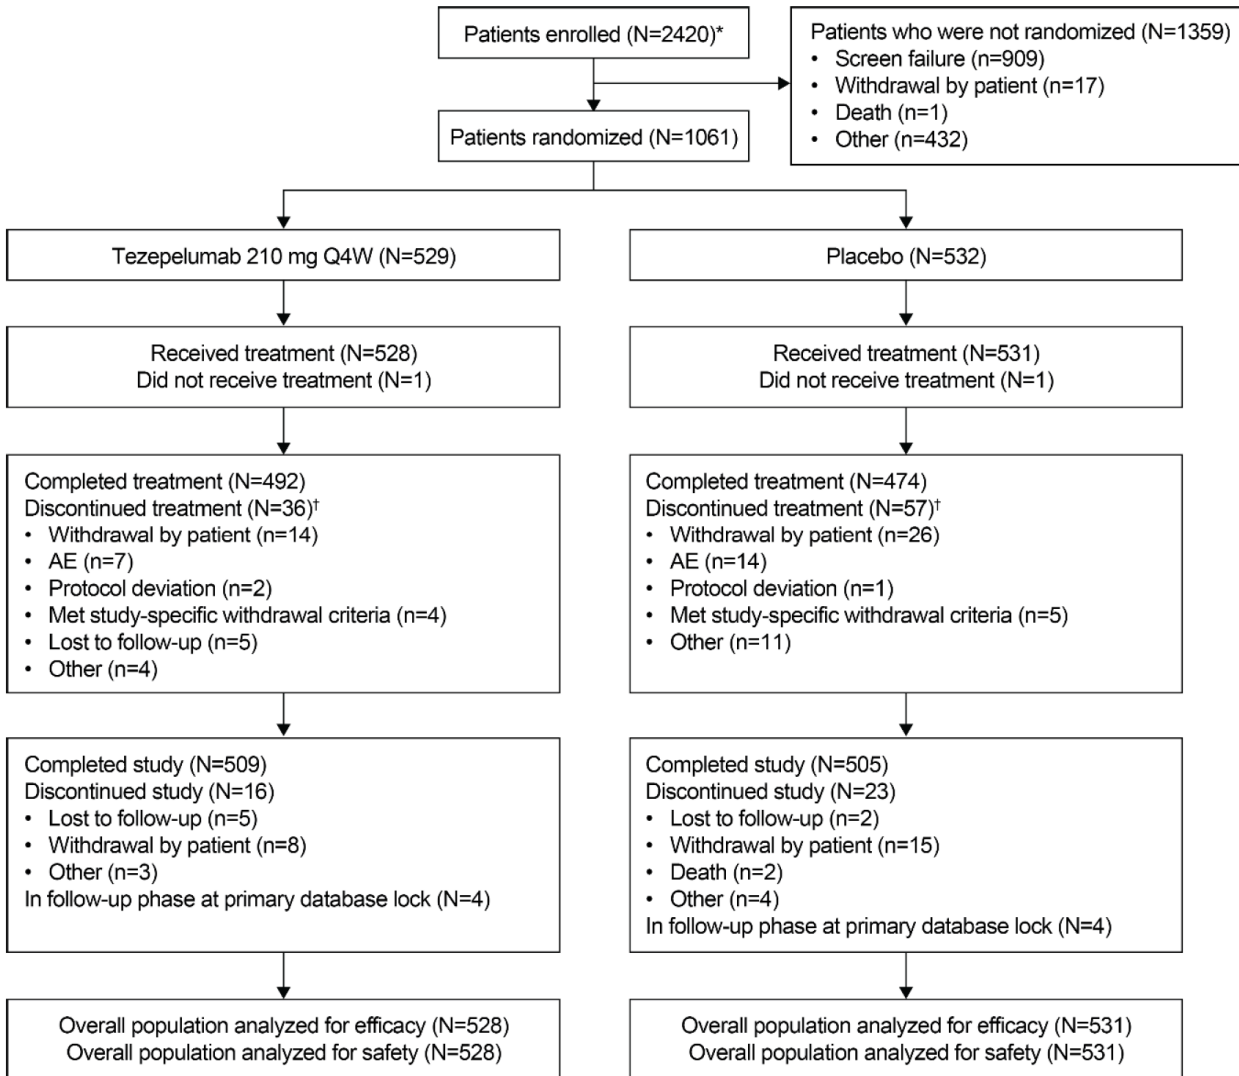 Patients enrolled (N=2420)*
Patients who were not randomized (N=1359)
• Screen failure (n=909)
• Withdrawal by patient (n=17)
• Death (n=1)
• Other (n=432)
Patients randomized (N=1061)
Tezepelumab 210 mg Q4W (N=529)
Placebo (N=532)
Received treatment (N=528)
Did not receive treatment (N=1)
Received treatment (N=531)
Did not receive treatment (N=1)
Completed treatment (N=492)
Discontinued treatment (N=36)†
• Withdrawal by patient (n=14)
• AE (n=7)
• Protocol deviation (n=2)
• Met study-specific withdrawal criteria (n=4)
• Lost to follow-up (n=5)
• Other (n=4)
Completed treatment (N=474)
Discontinued treatment (N=57)†
• Withdrawal by patient (n=26)
• AE (n=14)
• Protocol deviation (n=1)
• Met study-specific withdrawal criteria (n=5)
• Other (n=11)
Completed study (N=509)
Discontinued study (N=16)
• Lost to follow-up (n=5)
• Withdrawal by patient (n=8)
• Other (n=3)
In follow-up phase at primary database lock (N=4)
Completed study (N=505)
Discontinued study (N=23)
• Lost to follow-up (n=2)
• Withdrawal by patient (n=15)
• Death (n=2)
• Other (n=4)
In follow-up phase at primary database lock (N=4)
Overall population analyzed for efficacy (N=528)
Overall population analyzed for safety (N=528)
Overall population analyzed for efficacy (N=531)
Overall population analyzed for safety (N=531)